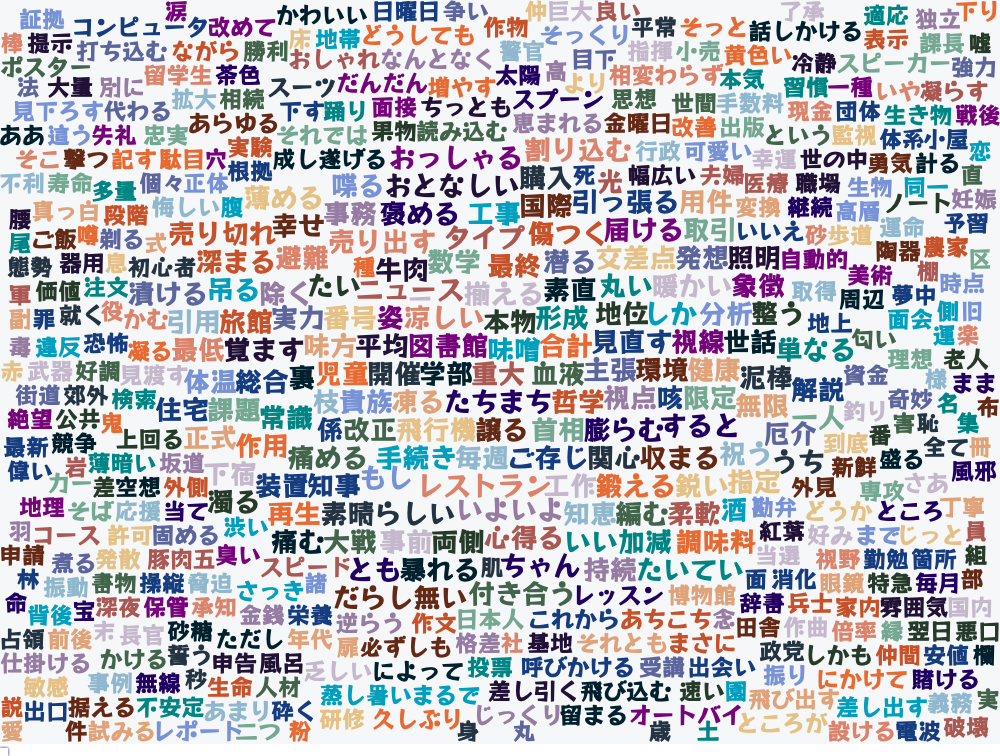 証拠 コンピュータ 涙 改めて かわいい 日曜日 争い 作物 仲 巨大 良い 平常 そっと 話しかける 了承 適応 独立 下り
棒 提示 打ち込む ながら 勝利 床 地帯 どうしても そっくり 警官 目下 指揮 小売 黄色い 冷静 表示 課長 嘘
ポスター 留学生 茶色 おしゃれ なんとなく 太陽 高 より 相変わらず 本気 スピーカー 強力
法 大量 別に 拡大 相続 スーツ だんだん 増やす スプーン 思想 世間 手数料 習慣 一種 いや 凝らす
見下ろす 代わる あらゆる 下す 踊り 面接 ちっとも 恵まれる 金曜日 改善 出版 現金 団体 生き物 戦後
ああ 違う 失礼 忠実 実験 それでは 果物 読み込む という 監視 体系 小屋 恋
そこ 撃つ 記す 駄目 穴 根拠 成し遂げる おっしゃる 割り込む 行政 可愛い 幸運 世の中 勇気 計る 直
不利 寿命 多量 個々 正体 薄める 喋る おとなしい 購入 死 光 幅広い 夫婦 医療 職場 生物 同一 ノート 妊娠
腰 真っ白 段階 悔しい 腹 幸せ 事務 褒める 工事 国際 引っ張る 用件 変換 継続 高層 運命 予習
尾 ご飯 噂 剃る 式 売り切れ 売り出す タイプ 傷つく 届ける 取引 いいえ 砂 歩道 陶器 農家 区
態勢 器用 息 初心者 深まる 避難 種 牛肉 数学 最終 潜る 交差点 発想 照明 自動的 美術 棚 時点
軍 価値 注文 漬ける 吊る 除く たい ニュース 揃える 素直 丸い 暖かい 象徴 取得 周辺 夢中 側 旧
副 罪 就く 役 かむ 引用 旅館 実力 番号 姿 涼しい 本物 形成 地位 しか 分析 整う 地上 面会 運 楽
寿 違反 恐怖 凝る 最低 覚ます 味方 平均 図書館 味噌 合計 見直す 視線 世話 単なる 匂い 理想 老人
赤 武器 好調 見渡す 体温 総合 裏 児童 開催 学部 重大 血液 主張 環境 健康 泥棒 解説 資金 様 まま
街道 郊外 検索 住宅 課題 常識 枝 貴族 凍る たちまち 哲学 視点 咳 限定 無限 一人 釣り 奇妙 名 布
絶望 公共 鬼 係 改正 飛行機 譲る 首相 膨らむ すると 厄介 到底 番 害 恥 集
最新 競争 上回る 正式 作用 痛める 手続き 毎週 ご存じ 関心 収まる 祝う うち 新鮮 盛る 全て 冊
偉い 岩 薄暗い 坂道 下宿 装置 知事 もし レストラン 工作 鍛える 鋭い 指定 外見 専攻 さあ 風邪
カー 差 空想 外側 濁る
地理 そば 応援 当て 渋い 再生 素晴らしい いよいよ 知恵 編む 柔軟 酒 勘弁 どうか ところ 丁寧
羽 コース 許可 固める 痛む 大戦 事前 両側 心得る いい加減 調味料 紅葉 好み まで じっと 員
申請 煮る 発散 豚肉 五 臭い スピード とも 暴れる 肌 ちゃん 持続 たいてい 当選 視野 勤勉 箇所 組
林 振動 書物 操縦 脅迫 さっき 諸 だらし無い 付き合う レッスン 博物館 面 消化 眼鏡 特急 毎月 部
命 背後 宝 深夜 保管 承知 金銭 栄養 逆らう 作文 日本人 これから あちこち 念 辞書 兵士 家内 雰囲気 国内
占領 前後 末 長官 砂糖 ただし 年代 扉 必ずしも 格差 社 基地 それとも まさに 田舎 作曲 倍率 縁 翌日 悪口
仕掛ける かける 誓う 申告 風呂 乏しい によって 投票 呼びかける 受講 出会い 政党 しかも 仲間 安値 欄
敏感 事例 無線 秒 生命 人材 蒸し暑い まるで 差し引く 飛び込む 速い 園 振り にかけて 賭ける
説 出口 据える 不安定 あまり 砕く 研修 久しぶり じっくり 留まる オートバイ 飛び出す 差し出す 義務 実
愛 件 試みる レポート 二つ 粉 身 丸 歳 土 ところが 設ける 電波 破壊